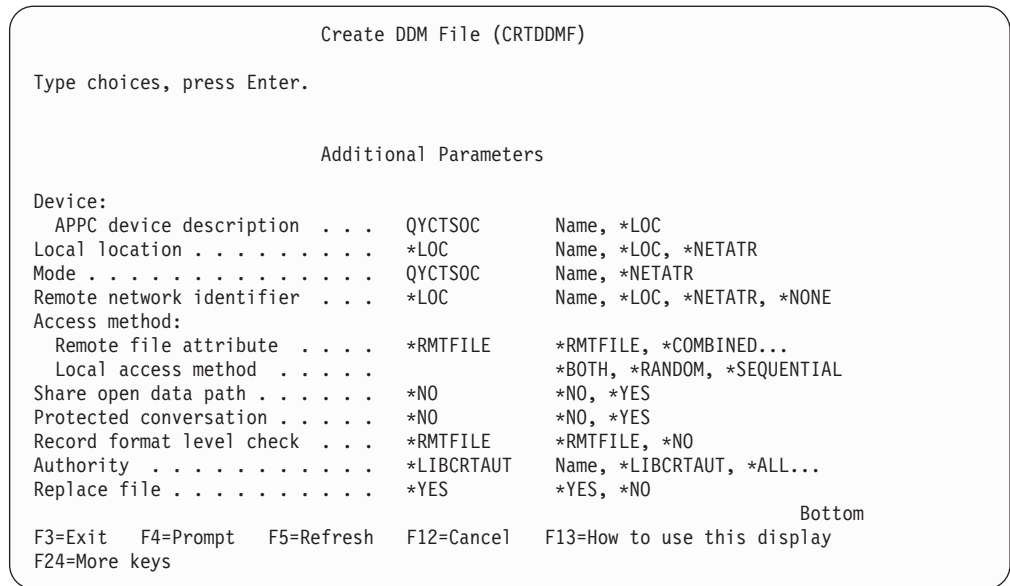 Create DDM File (CRTDDMF)
Type choices, press Enter.
Additional Parameters
Device:
APPC device description . . . QYCTSOC Name, *LOC
Local location . . . . . . . . . *LOC Name, *LOC, *NETATR
Mode . . . . . . . . . . . . . . QYCTSOC Name, *NETATR
Remote network identifier . . . *LOC Name, *LOC, *NETATR, *NONE
Access method:
Remote file attribute . . . . *RMTFILE *RMTFILE, *COMBINED...
Local access method . . . . . *BOTH, *RANDOM, *SEQUENTIAL
Share open data path . . . . . . *NO *NO, *YES
Protected conversation . . . . . *NO *NO, *YES
Record format level check . . . *RMTFILE *RMTFILE, *NO
Authority . . . . . . . . . . . *LIBCRTAUT Name, *LIBCRTAUT, *ALL...
Replace file . . . . . . . . . . *YES *YES, *NO
Bottom
F3=Exit F4=Prompt F5=Refresh F12=Cancel F13=How to use this display
F24=More keys